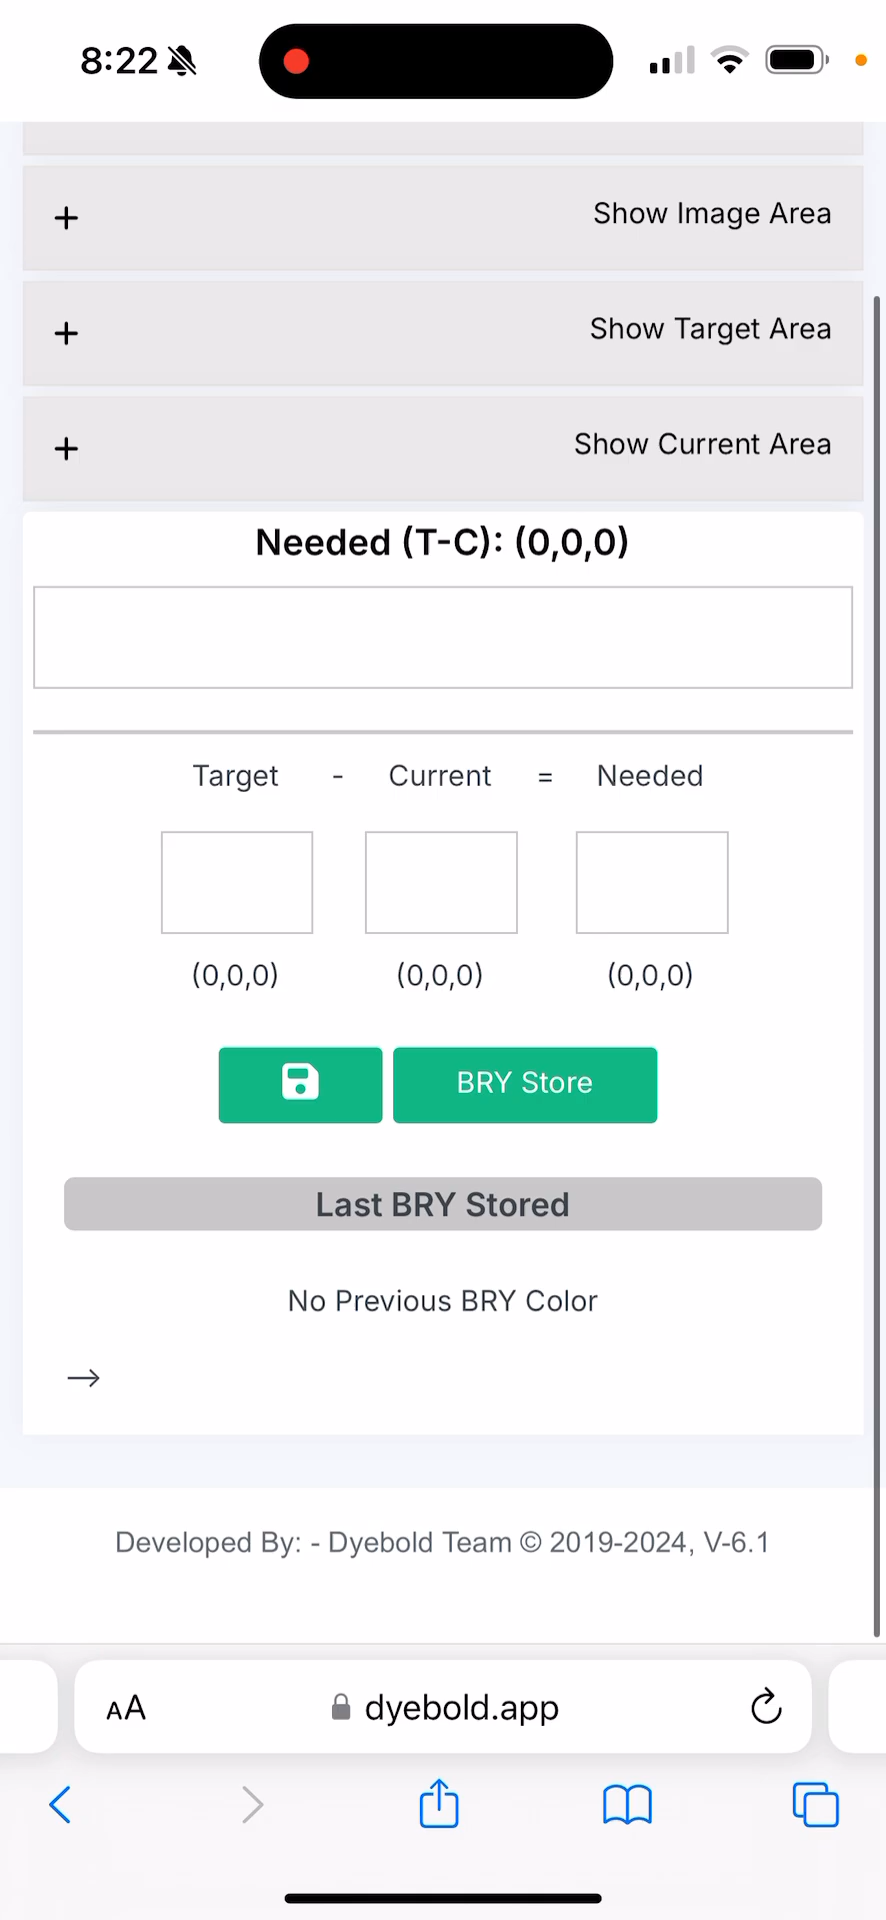 8:22
+ Show Image Area
+ Show Target Area
+ Show Current Area
Needed (T-C): (0,0,0)
Target - Current = Needed
(0,0,0) (0,0,0) (0,0,0)
BRY Store
Last BRY Stored
No Previous BRY Color
→
Developed By: - Dyebold Team © 2019-2024, V-6.1
AA dyebold.app